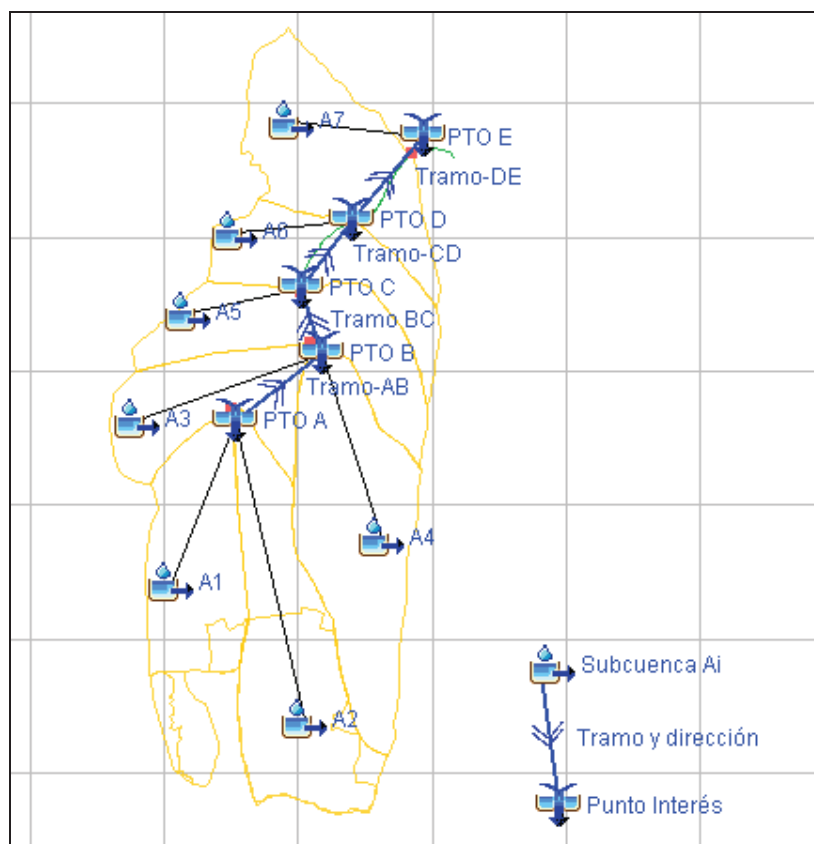 A7
PTO E
Tramo-DE
PTO D
A6
Tramo-CD
PTO C
A5
Tramo BC
PTO B
Tramo-AB
A3
PTO A
A4
A1
Subcuenca Ai
A2
Tramo y dirección
Punto Interés